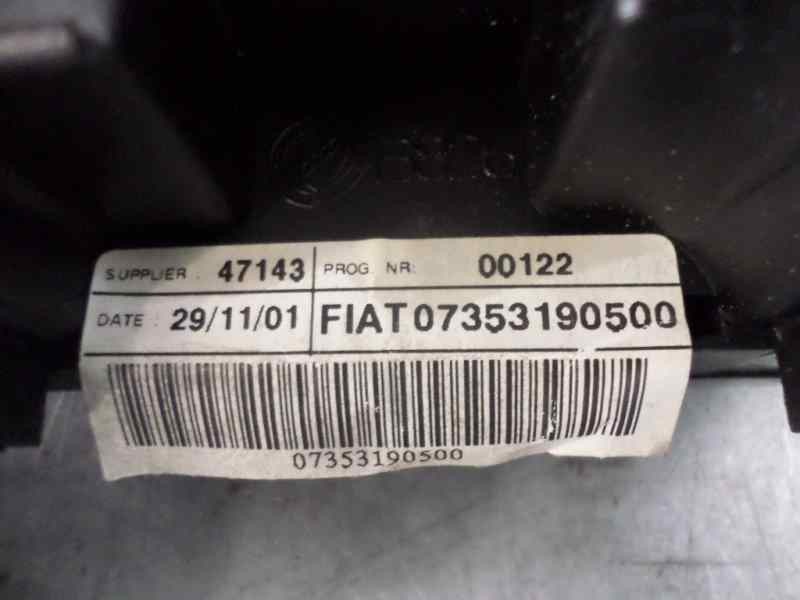 SUPPLIER : 47143
PROG. NR: 00122
DATE : 29/11/01
FIAT 07353190500
07353190500